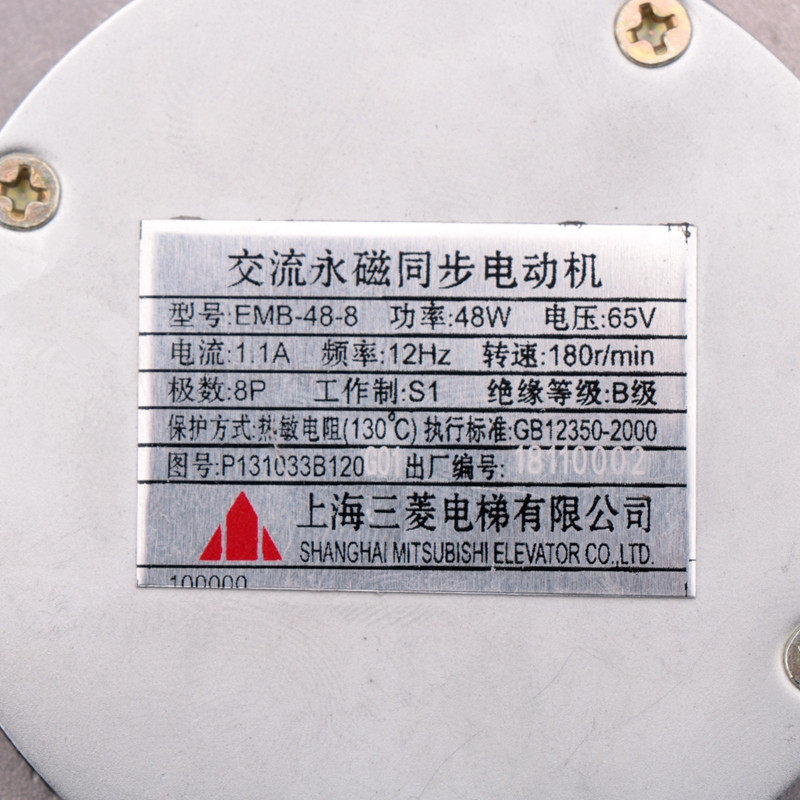 交流永磁同步电动机
型号:EMB-48-8 功率:48W 电压:65V
电流:1.1A 频率:12Hz 转速:180r/min
极数:8P 工作制:S1 绝缘等级:B级
保护方式:热敏电阻(130℃) 执行标准:GB12350-2000
图号:P131033B120G01 出厂编号: 18110002
上海三菱电梯有限公司
SHANGHAI MITSUBISHI ELEVATOR CO.,LTD.
100000